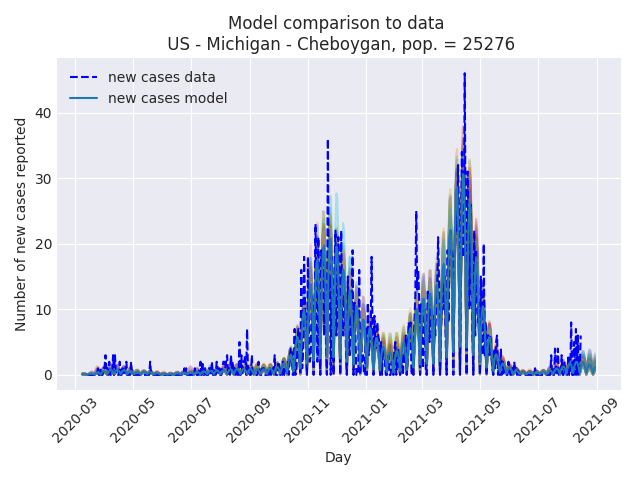 Model comparison to data
US - Michigan - Cheboygan, pop. = 25276
new cases data
new cases model
Number of new cases reported
40
30
20
10
0
2020-03
2020-05
2020-07
2020-09
2020-11
2021-01
2021-03
2021-05
2021-07
2021-09
Day